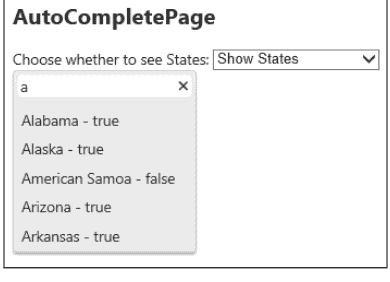 AutoCompletePage
Choose whether to see States: Show States
a
Alabama - true
Alaska - true
American Samoa - false
Arizona - true
Arkansas - true